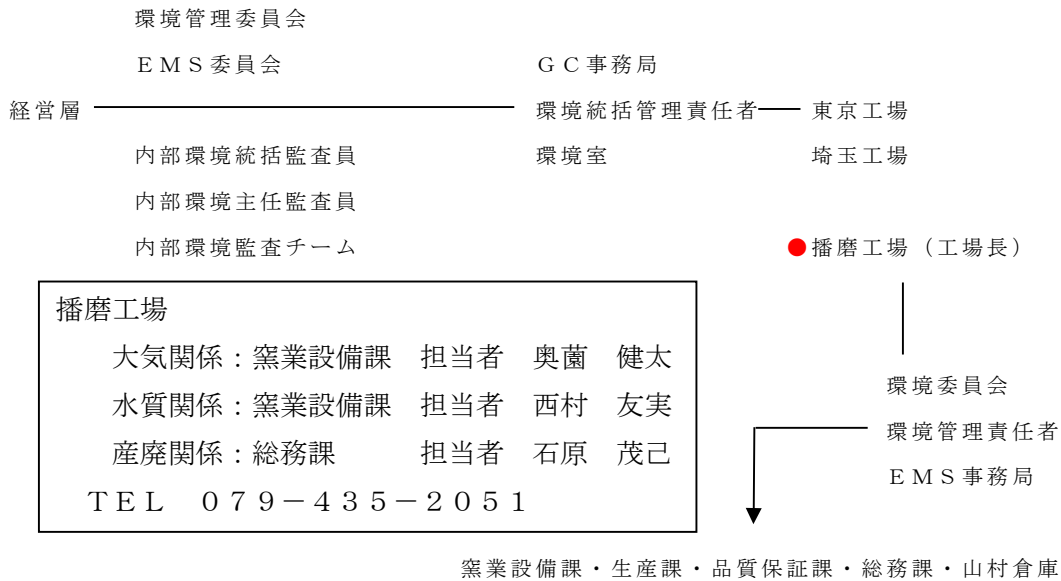 環境管理委員会
ＥＭＳ委員会　ＧＣ事務局
経営層　環境統括管理責任者　東京工場
内部環境統括監査員　環境室　埼玉工場
内部環境主任監査員
内部環境監査チーム　●播磨工場（工場長）
播磨工場
大気関係：窯業設備課　担当者　奥薗　健太
水質関係：窯業設備課　担当者　西村　友実
産廃関係：総務課　担当者　石原　茂己
ＴＥＬ　０７９－４３５－２０５１
環境委員会
環境管理責任者
ＥＭＳ事務局
窯業設備課・生産課・品質保証課・総務課・山村倉庫